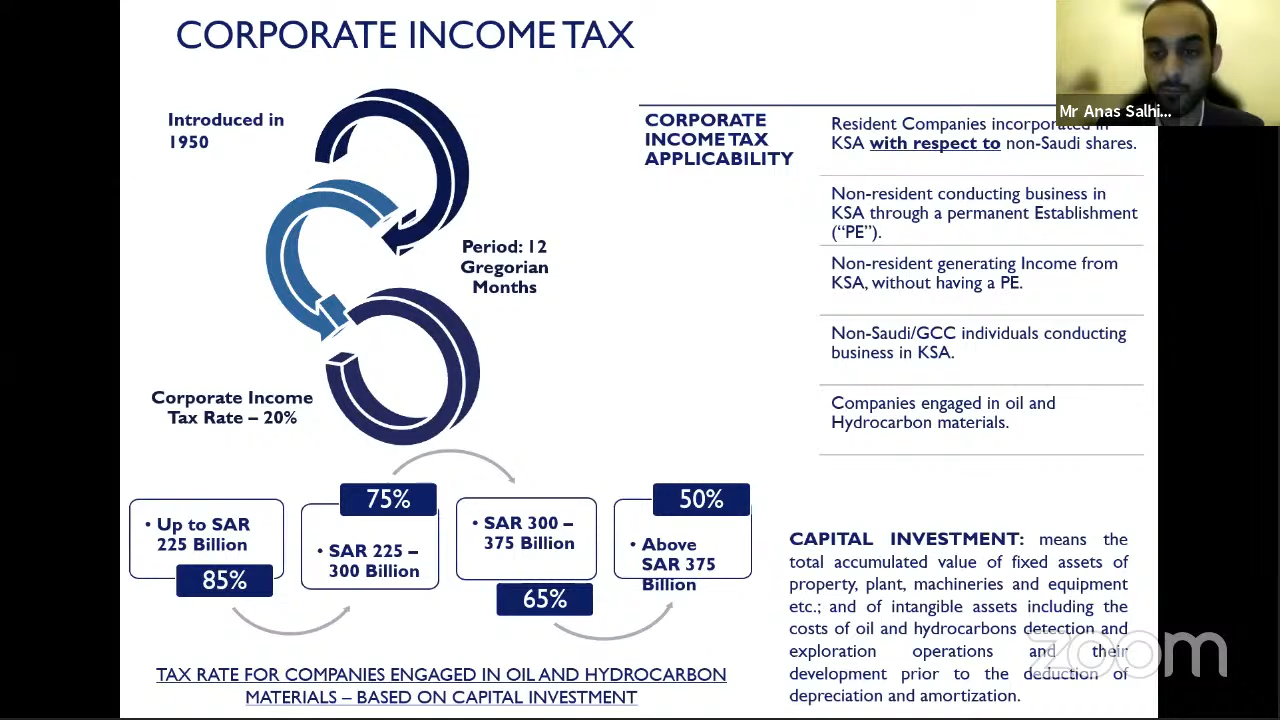 CORPORATE INCOME TAX
Mr Anas Salhi...
Introduced in
1950
Period: 12
Gregorian
Months
Corporate Income
Tax Rate – 20%
CORPORATE
INCOME TAX
APPLICABILITY
Resident Companies incorporated in
KSA with respect to non-Saudi shares.
Non-resident conducting business in
KSA through a permanent Establishment
(“PE”).
Non-resident generating Income from
KSA, without having a PE.
Non-Saudi/GCC individuals conducting
business in KSA.
Companies engaged in oil and
Hydrocarbon materials.
• Up to SAR
225 Billion
85%
75%
• SAR 225 –
300 Billion
• SAR 300 –
375 Billion
65%
50%
• Above
SAR 375
Billion
TAX RATE FOR COMPANIES ENGAGED IN OIL AND HYDROCARBON
MATERIALS – BASED ON CAPITAL INVESTMENT
CAPITAL INVESTMENT: means the
total accumulated value of fixed assets of
property, plant, machineries and equipment
etc.; and of intangible assets including the
costs of oil and hydrocarbons detection and
exploration operations and their
development prior to the deduction of
depreciation and amortization.
zoom